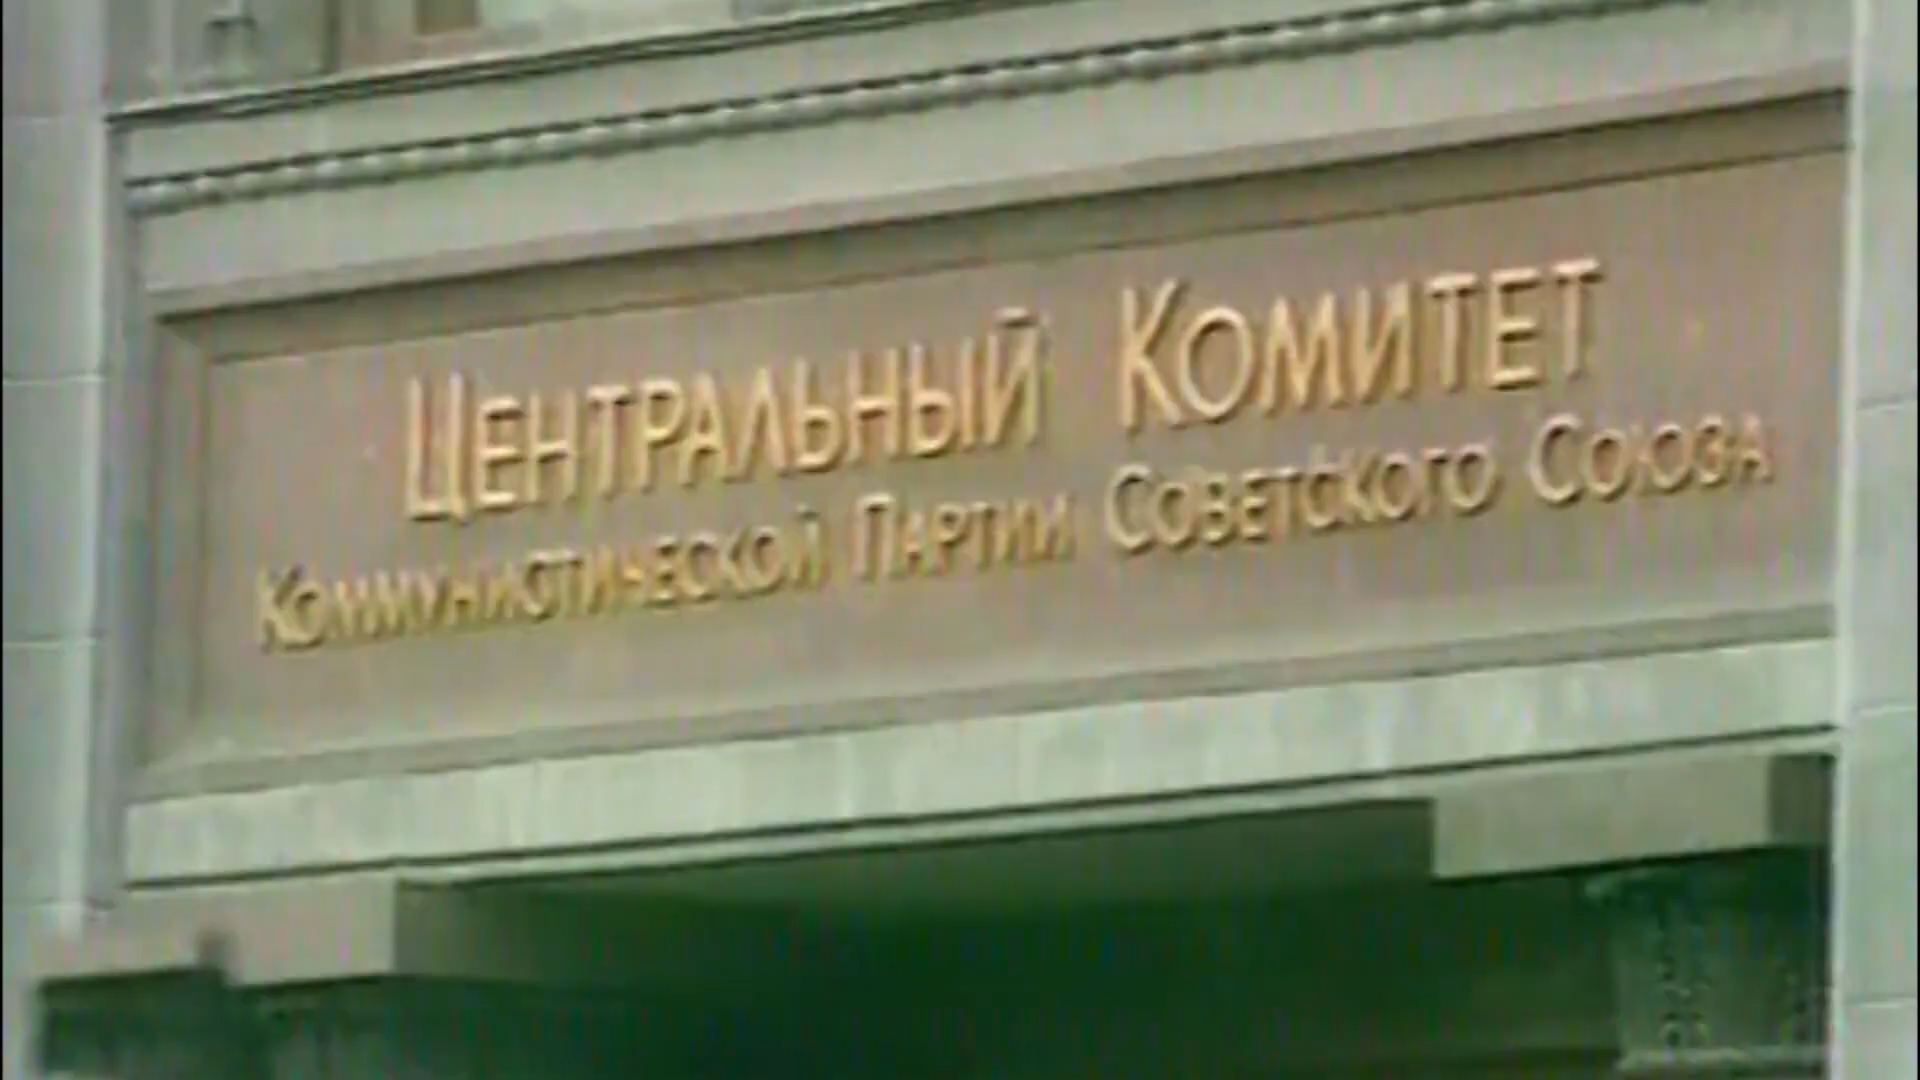 Центральный Комитет
Коммунистической Партии Советского Союза